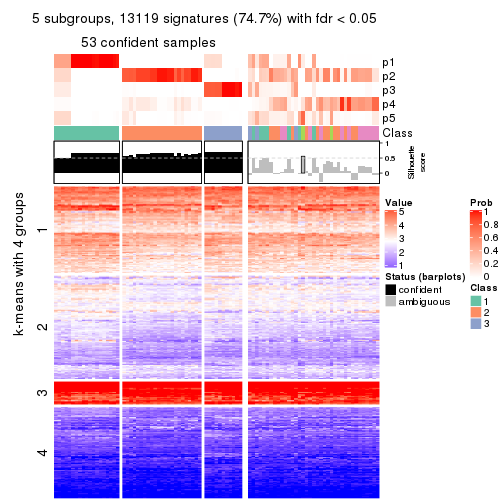 5 subgroups, 13119 signatures (74.7%) with fdr < 0.05
53 confident samples
p1
p2
p3
p4
p5
Class
1
0.5
0
Silhouette
score
k-means with 4 groups
1
2
3
4
Value
5
4
3
2
1
Status (barplots)
confident
ambiguous
Prob
1
0.8
0.6
0.4
0.2
0
Class
1
2
3